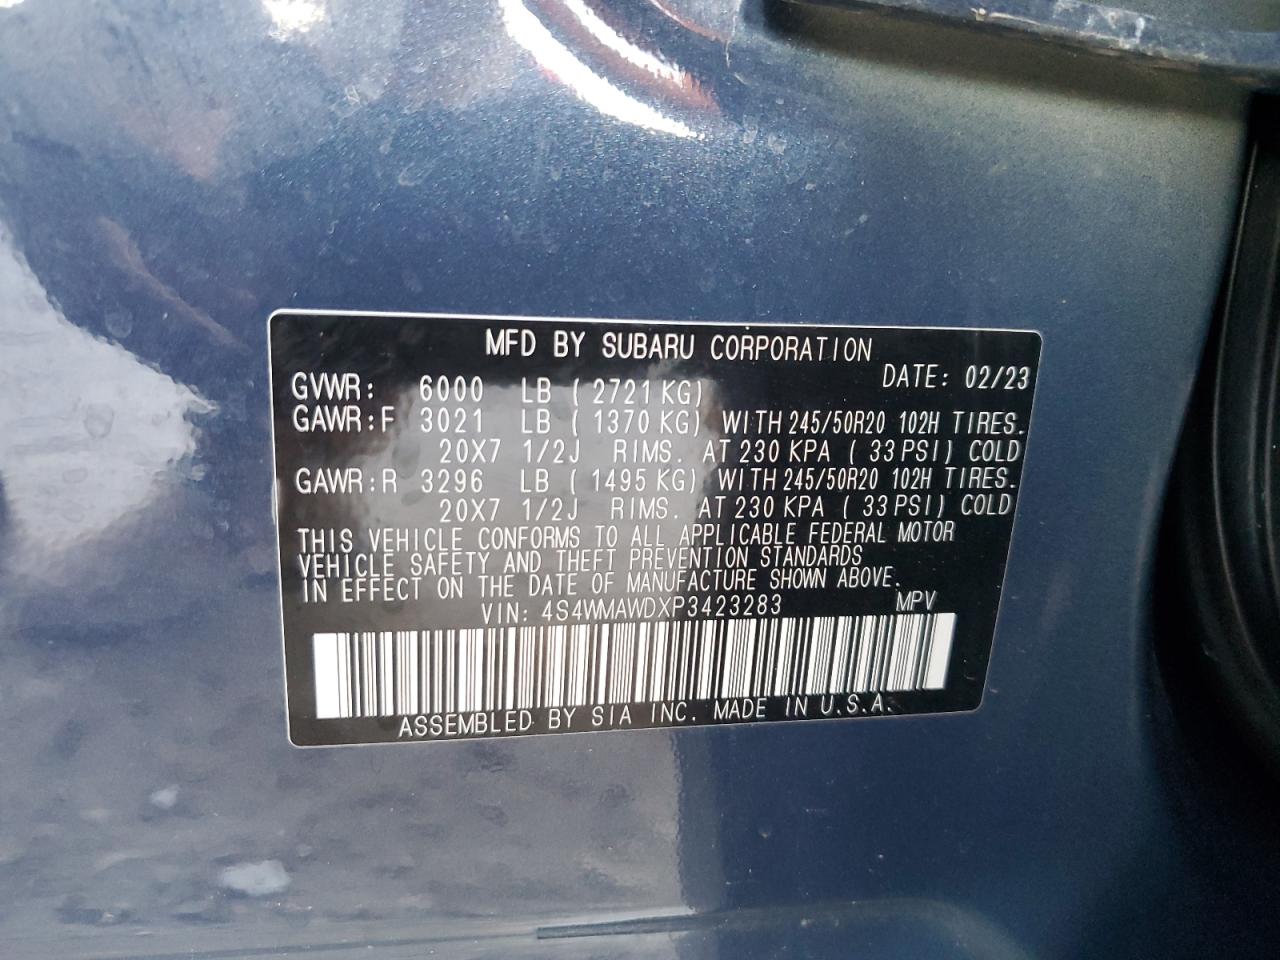 MFD BY SUBARU CORPORATION
DATE: 02/23
GVWR: 6000 LB ( 2721 KG)
GAWR:F 3021 LB ( 1370 KG) WITH 245/50R20 102H TIRES.
20X7 1/2J RIMS. AT 230 KPA ( 33 PSI) COLD
GAWR:R 3296 LB ( 1495 KG) WITH 245/50R20 102H TIRES.
20X7 1/2J RIMS. AT 230 KPA ( 33 PSI) COLD
THIS VEHICLE CONFORMS TO ALL APPLICABLE FEDERAL MOTOR
VEHICLE SAFETY AND THEFT PREVENTION STANDARDS
IN EFFECT ON THE DATE OF MANUFACTURE SHOWN ABOVE.
VIN: 4S4WMAWDXP3423283 MPV
ASSEMBLED BY SIA INC. MADE IN U.S.A.